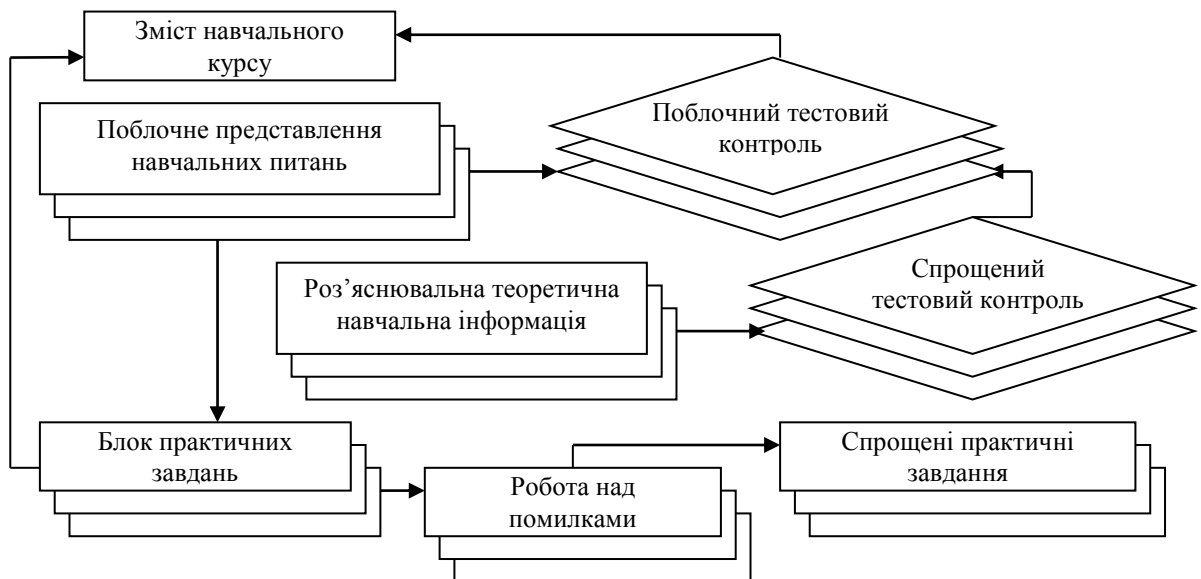 Зміст навчального
курсу
Поблочне представлення
навчальних питань
Поблочний тестовий
контроль
Роз’яснювальна теоретична
навчальна інформація
Спрощений
тестовий контроль
Блок практичних
завдань
Робота над
помилками
Спрощені практичні
завдання